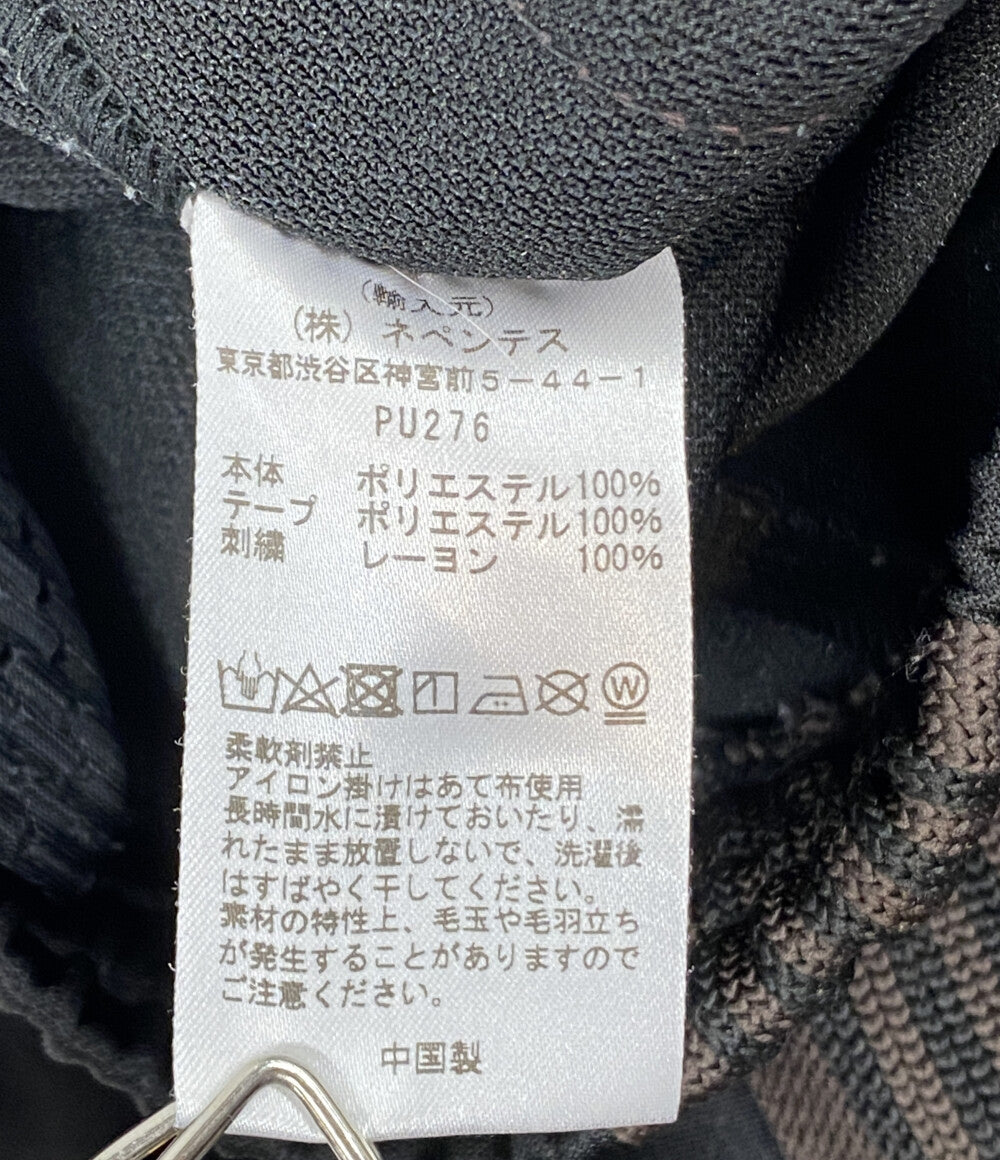 (輸入元)
(株) ネペンテス
東京都渋谷区神宮前5-44-1
PU276
本体 ポリエステル100%
テープ ポリエステル100%
刺繍 レーヨン 100%
W
柔軟剤禁止
アイロン掛けはあて布使用
長時間水に漬けておいたり、濡
れたまま放置しないで、洗濯後
はすばやく干してください。
素材の特性上、毛玉や毛羽立ち
が発生することがありますので
ご注意ください。
中国製